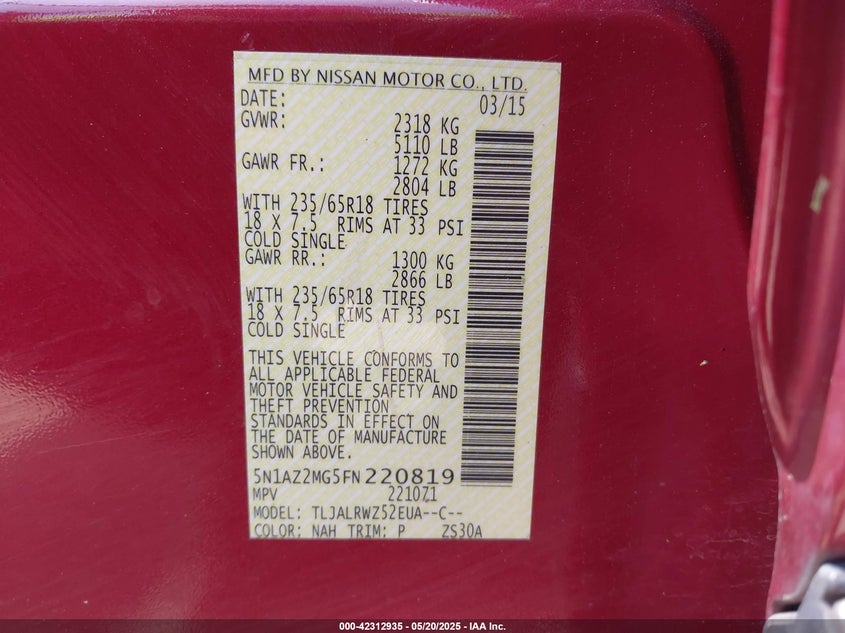 MFD BY NISSAN MOTOR CO., LTD.
DATE: 03/15
GVWR: 2318 KG
5110 LB
GAWR FR.: 1272 KG
2804 LB
WITH 235/65R18 TIRES
18 X 7.5 RIMS AT 33 PSI
COLD SINGLE
GAWR RR.: 1300 KG
2866 LB
WITH 235/65R18 TIRES
18 X 7.5 RIMS AT 33 PSI
COLD SINGLE
THIS VEHICLE CONFORMS TO
ALL APPLICABLE FEDERAL
MOTOR VEHICLE SAFETY AND
THEFT PREVENTION
STANDARDS IN EFFECT ON
THE DATE OF MANUFACTURE
SHOWN ABOVE.
5N1AZ2MG5FN220819
MPV 221071
MODEL: TLJALRWZ52EUA--C--
COLOR: NAH TRIM: P ZS30A
000-42312935 - 05/20/2025 - IAA Inc.